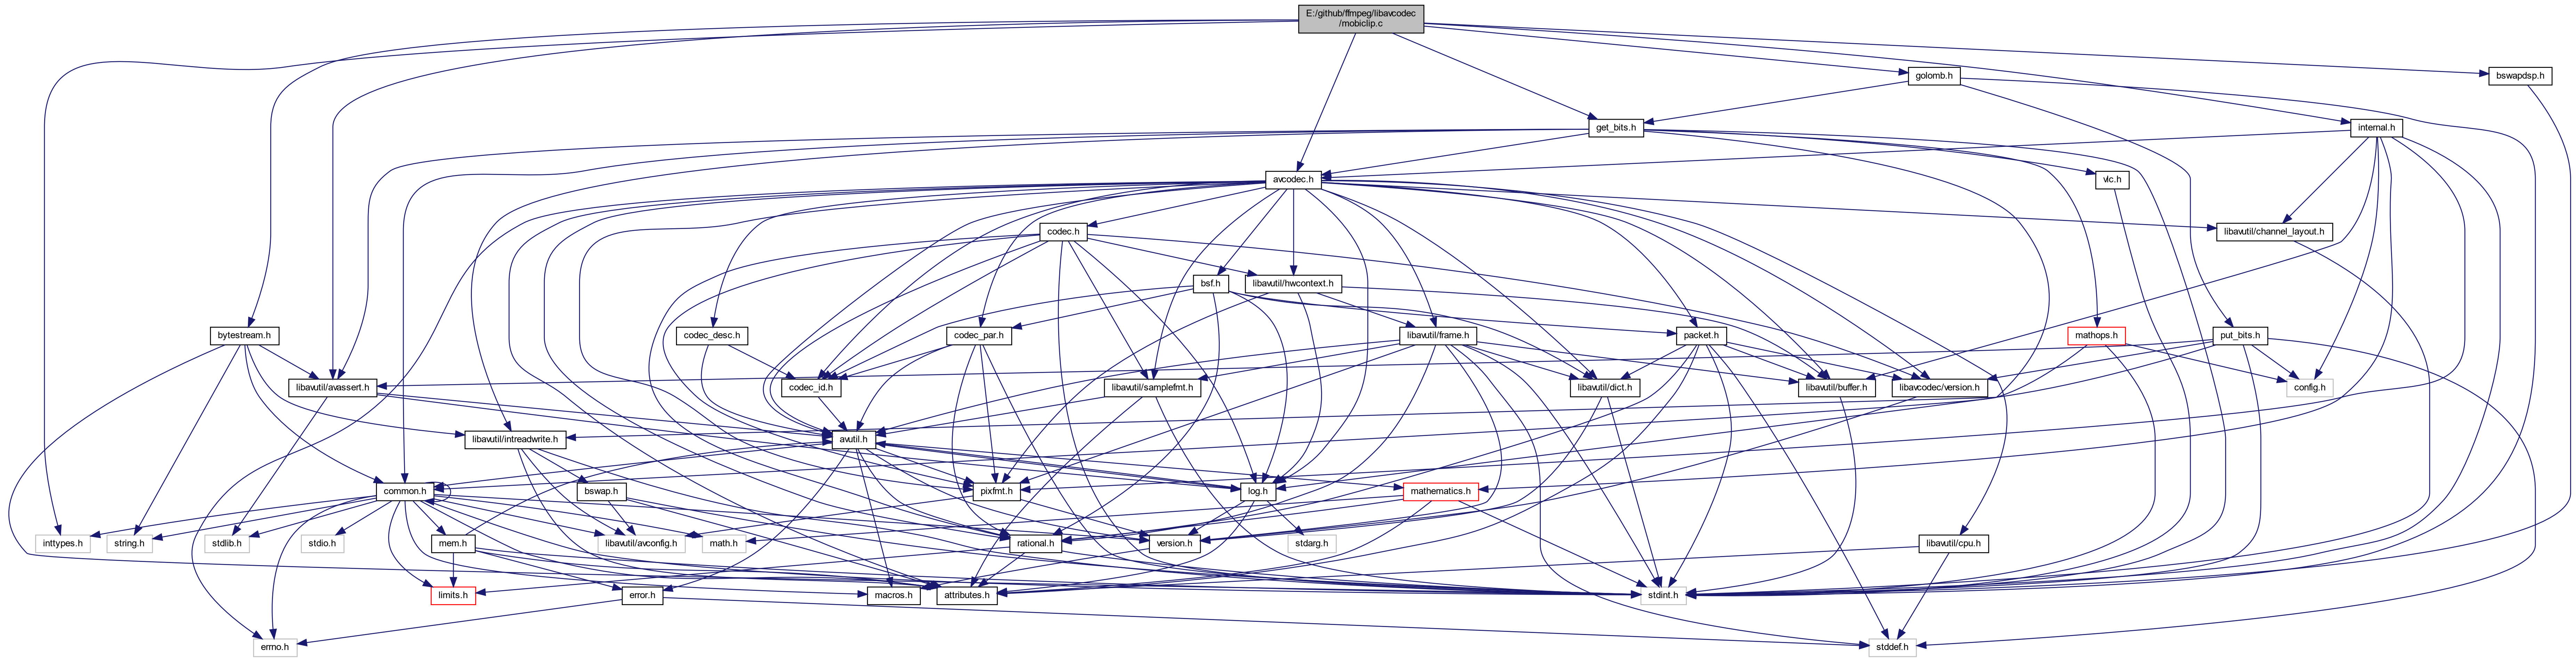 E:/github/ffmpeg/libavcodec
/mobiclip.c
golomb.h
bswapdsp.h
get_bits.h
internal.h
avcodec.h
vlc.h
codec.h
libavutil/channel_layout.h
bsf.h
libavutil/hwcontext.h
bytestream.h
codec_desc.h
codec_par.h
libavutil/frame.h
packet.h
mathops.h
put_bits.h
libavutil/avassert.h
codec_id.h
libavutil/samplefmt.h
libavutil/dict.h
libavutil/buffer.h
libavcodec/version.h
config.h
libavutil/intreadwrite.h
avutil.h
common.h
bswap.h
pixfmt.h
log.h
mathematics.h
inttypes.h
string.h
stdlib.h
stdio.h
mem.h
libavutil/avconfig.h
math.h
rational.h
version.h
stdarg.h
libavutil/cpu.h
limits.h
error.h
macros.h
attributes.h
stdint.h
errno.h
stddef.h